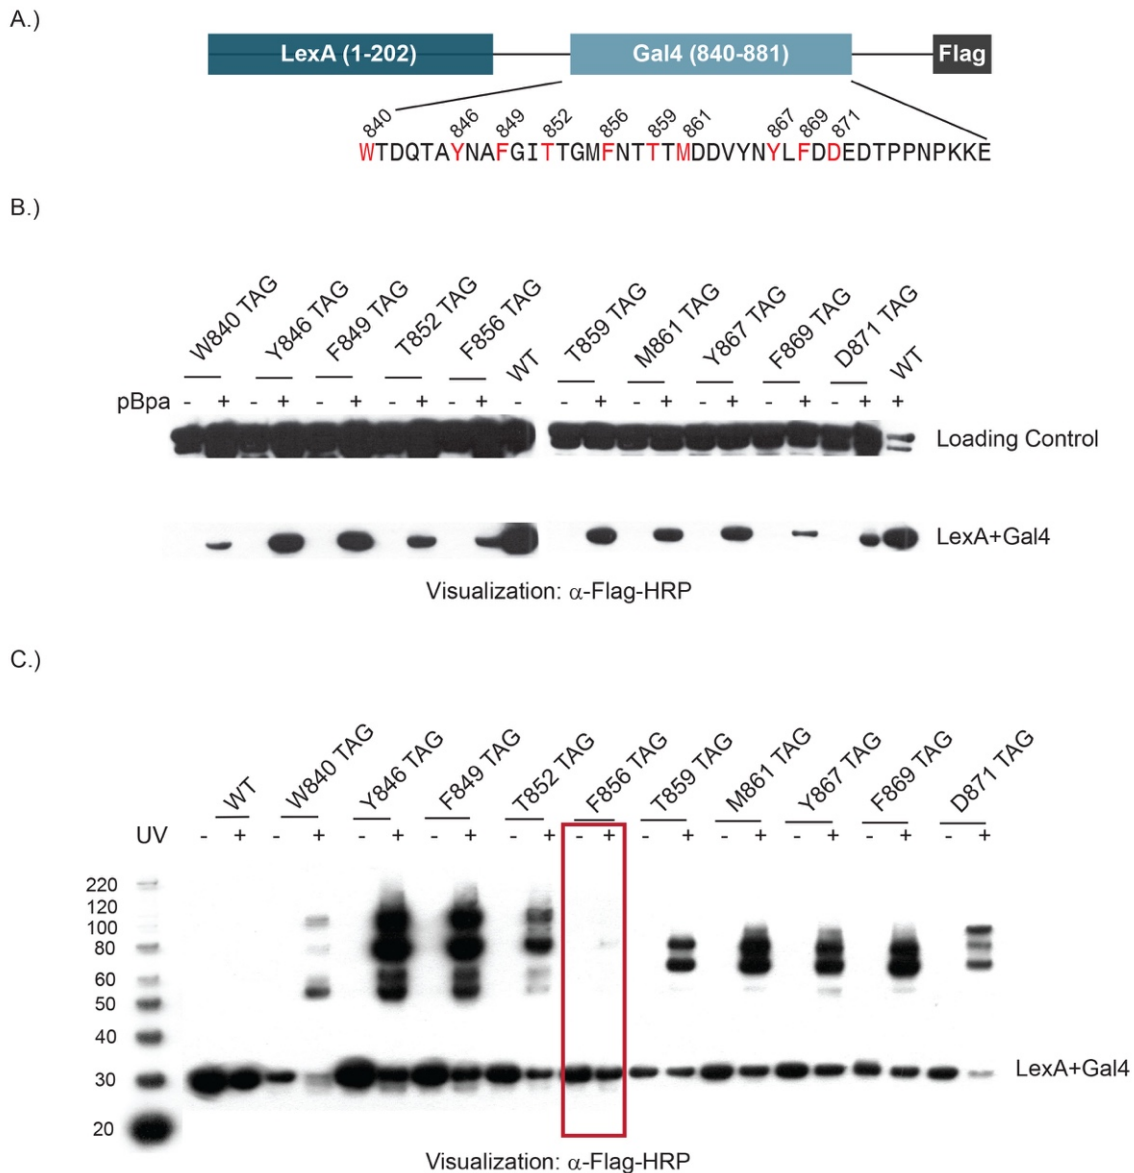 A.)
LexA (1-202) Gal4 (840-881) Flag
840 846 849 852 856 859 861 867 869 871
WTDQTAYNAFGITTGMFNTTTMDDVYNYLFDDEDTPPNPKKE
B.)
W840 TAG Y846 TAG F849 TAG T852 TAG F856 TAG WT T859 TAG M861 TAG Y867 TAG F869 TAG D871 TAG WT
pBpa - + - + - + - + - + - - + - + - + - + - + +
Loading Control
LexA+Gal4
Visualization: α-Flag-HRP
C.)
WT W840 TAG Y846 TAG F849 TAG T852 TAG F856 TAG T859 TAG M861 TAG Y867 TAG F869 TAG D871 TAG
UV - + - + - + - + - + - + - + - + - + - + - +
220
120
100
80
60
50
40
30 LexA+Gal4
20
Visualization: α-Flag-HRP